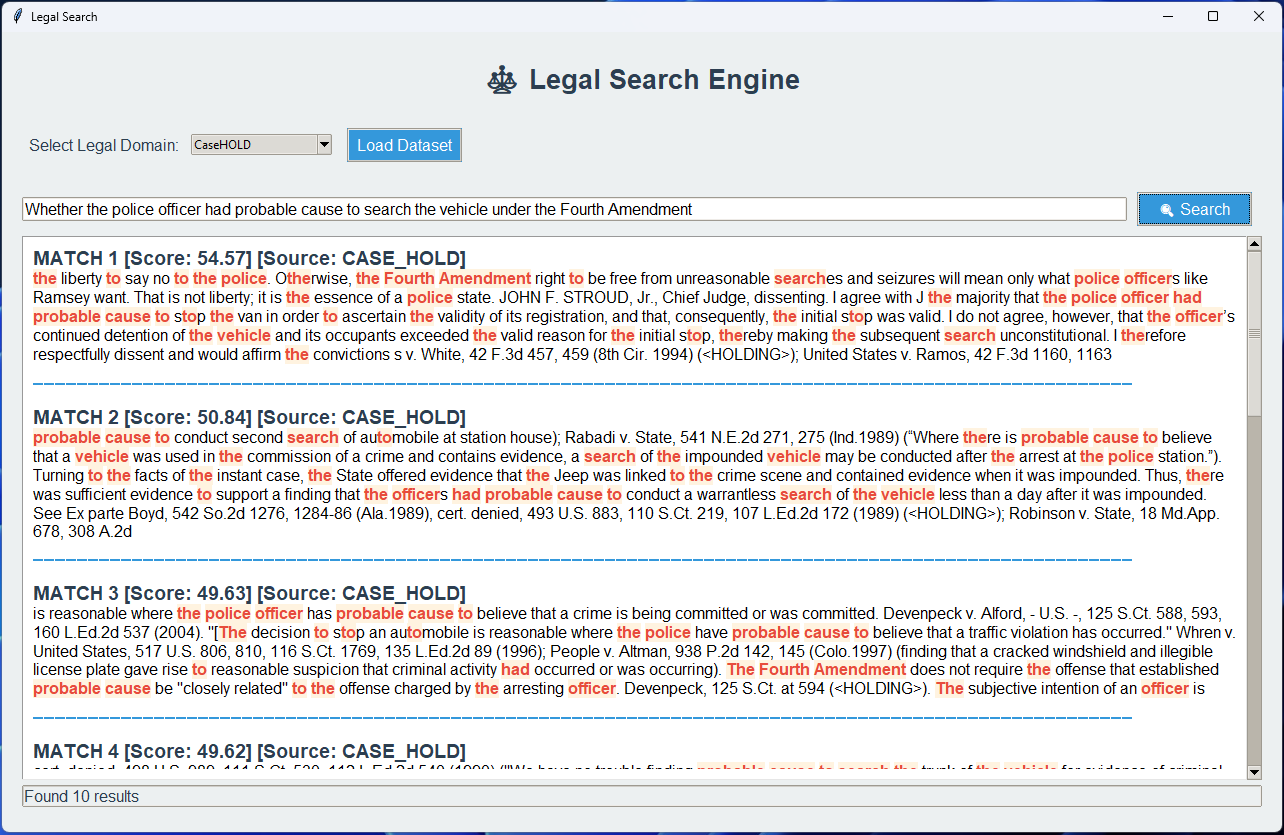 Legal Search
Legal Search Engine
Select Legal Domain: CaseHOLD Load Dataset
Whether the police officer had probable cause to search the vehicle under the Fourth Amendment Search
MATCH 1 [Score: 54.57] [Source: CASE_HOLD]
the liberty to say no to the police. Otherwise, the Fourth Amendment right to be free from unreasonable searches and seizures will mean only what police officers like
Ramsey want. That is not liberty; it is the essence of a police state. JOHN F. STROUD, Jr., Chief Judge, dissenting. I agree with J the majority that the police officer had
probable cause to stop the van in order to ascertain the validity of its registration, and that, consequently, the initial stop was valid. I do not agree, however, that the officer’s
continued detention of the vehicle and its occupants exceeded the valid reason for the initial stop, thereby making the subsequent search unconstitutional. I therefore
respectfully dissent and would affirm the convictions s v. White, 42 F.3d 457, 459 (8th Cir. 1994) (<HOLDING>); United States v. Ramos, 42 F.3d 1160, 1163
MATCH 2 [Score: 50.84] [Source: CASE_HOLD]
probable cause to conduct second search of automobile at station house); Rabadi v. State, 541 N.E.2d 271, 275 (Ind.1989) (“Where there is probable cause to believe
that a vehicle was used in the commission of a crime and contains evidence, a search of the impounded vehicle may be conducted after the arrest at the police station.”).
Turning to the facts of the instant case, the State offered evidence that the Jeep was linked to the crime scene and contained evidence when it was impounded. Thus, there
was sufficient evidence to support a finding that the officers had probable cause to conduct a warrantless search of the vehicle less than a day after it was impounded.
See Ex parte Boyd, 542 So.2d 1276, 1284-86 (Ala.1989), cert. denied, 493 U.S. 883, 110 S.Ct. 219, 107 L.Ed.2d 172 (1989) (<HOLDING>); Robinson v. State, 18 Md.App.
678, 308 A.2d
MATCH 3 [Score: 49.63] [Source: CASE_HOLD]
is reasonable where the police officer has probable cause to believe that a crime is being committed or was committed. Devenpeck v. Alford, - U.S. -, 125 S.Ct. 588, 593,
160 L.Ed.2d 537 (2004). "[The decision to stop an automobile is reasonable where the police have probable cause to believe that a traffic violation has occurred." Whren v.
United States, 517 U.S. 806, 810, 116 S.Ct. 1769, 135 L.Ed.2d 89 (1996); People v. Altman, 938 P.2d 142, 145 (Colo.1997) (finding that a cracked windshield and illegible
license plate gave rise to reasonable suspicion that criminal activity had occurred or was occurring). The Fourth Amendment does not require the offense that established
probable cause be "closely related" to the offense charged by the arresting officer. Devenpeck, 125 S.Ct. at 594 (<HOLDING>). The subjective intention of an officer is
MATCH 4 [Score: 49.62] [Source: CASE_HOLD]
Found 10 results